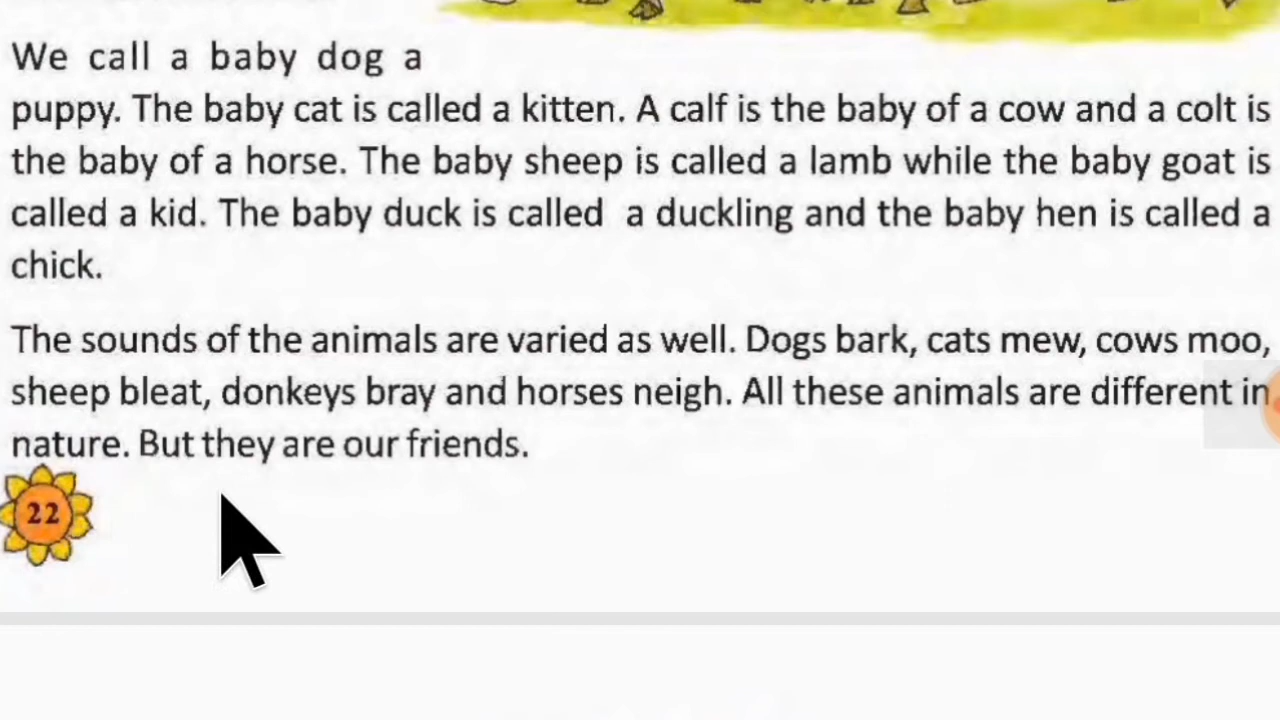 We call a baby dog a
puppy. The baby cat is called a kitten. A calf is the baby of a cow and a colt is
the baby of a horse. The baby sheep is called a lamb while the baby goat is
called a kid. The baby duck is called a duckling and the baby hen is called a
chick.
The sounds of the animals are varied as well. Dogs bark, cats mew, cows moo,
sheep bleat, donkeys bray and horses neigh. All these animals are different in
nature. But they are our friends.
22